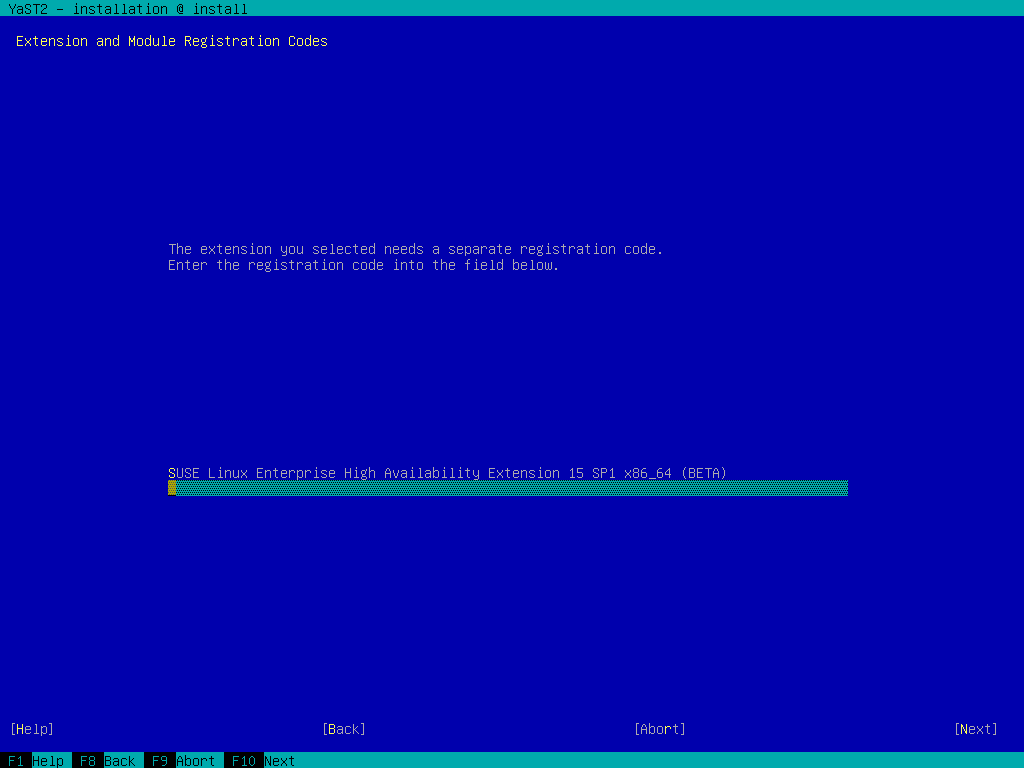 YaST2 - installation @ install
Extension and Module Registration Codes
The extension you selected needs a separate registration code.
Enter the registration code into the field below.
SUSE Linux Enterprise High Availability Extension 15 SP1 x86_64 (BETA)
[Help] [Back] [Abort] [Next]
F1 Help F8 Back F9 Abort F10 Next